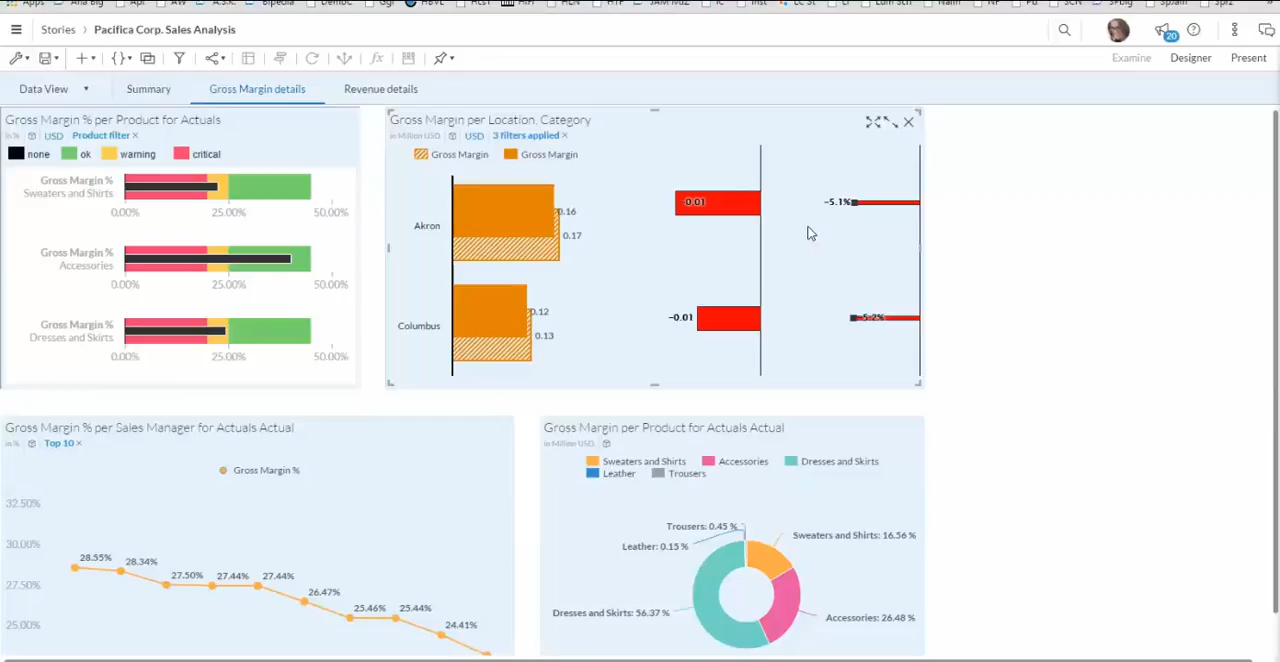 Apps
Stories › Pacifica Corp. Sales Analysis
20
Examine Designer Present
Data View Summary Gross Margin details Revenue details
Gross Margin % per Product for Actuals
in % USD Product filter ×
none ok warning critical
Gross Margin %
Sweaters and Shirts
0.00% 25.00% 50.00%
Gross Margin %
Accessories
0.00% 25.00% 50.00%
Gross Margin %
Dresses and Skirts
0.00% 25.00% 50.00%
Gross Margin per Location, Category
in Million USD USD 3 filters applied ×
Gross Margin Gross Margin
Akron
0.16
0.17
-0.01
-5.1%
Columbus
0.12
0.13
-0.01
-5.2%
Gross Margin % per Sales Manager for Actuals Actual
in % Top 10 ×
Gross Margin %
32.50%
30.00%
27.50%
25.00%
28.55% 28.34% 27.50% 27.44% 27.44% 26.47% 25.46% 25.44% 24.41%
Gross Margin per Product for Actuals Actual
in Million USD
Sweaters and Shirts Accessories Dresses and Skirts
Leather Trousers
Trousers: 0.45 %
Sweaters and Shirts: 16.56 %
Leather: 0.15 %
Dresses and Skirts: 56.37 %
Accessories: 26.48 %